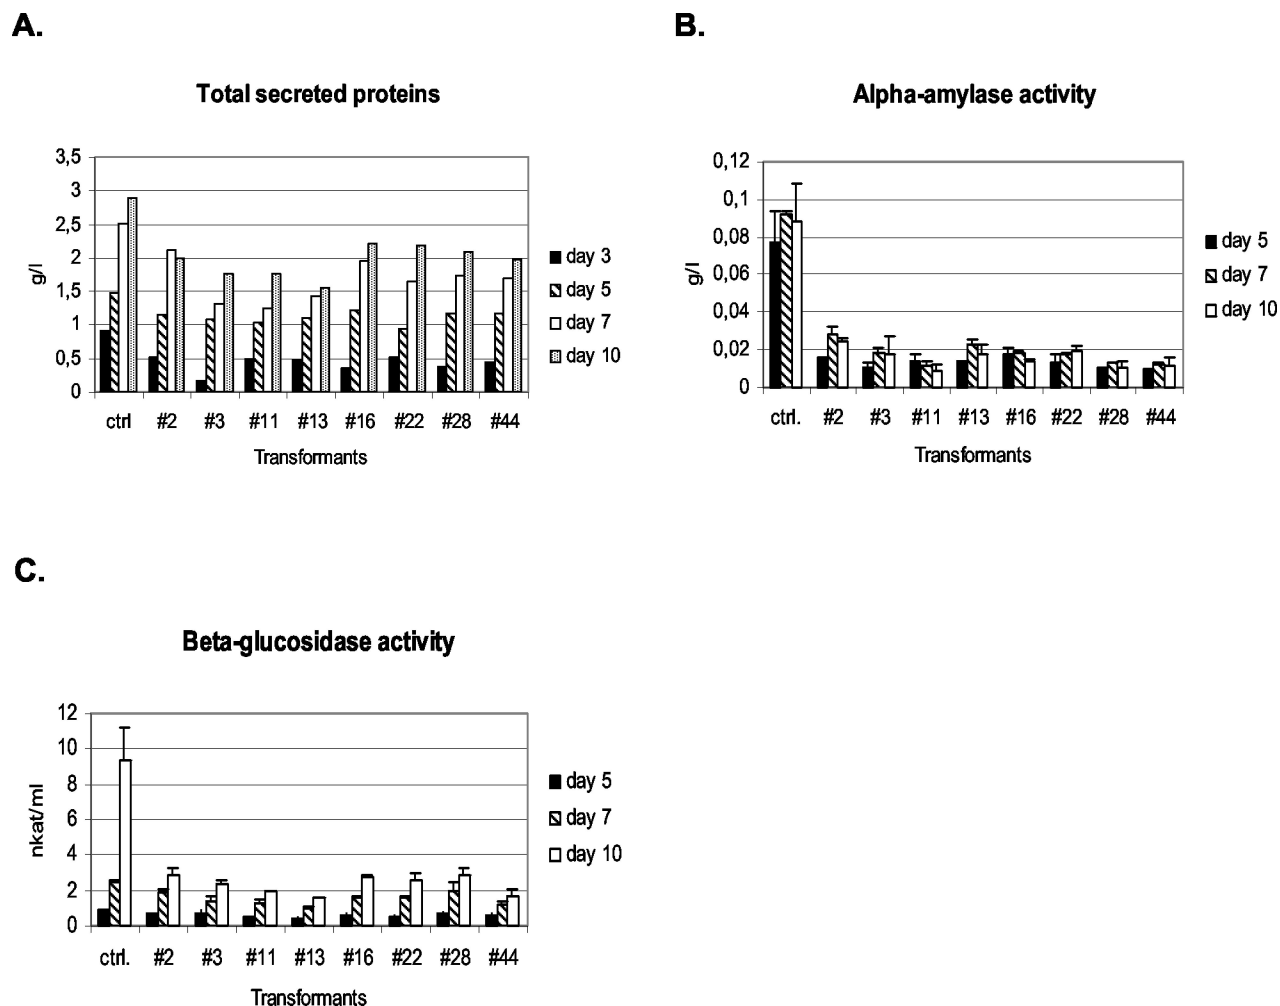 A.
Total secreted proteins
3,5
3
2,5
2
1,5
1
0,5
0
g/l
ctrl #2 #3 #11 #13 #16 #22 #28 #44
Transformants
day 3
day 5
day 7
day 10
B.
Alpha-amylase activity
0,12
0,1
0,08
0,06
0,04
0,02
0
g/l
ctrl. #2 #3 #11 #13 #16 #22 #28 #44
Transformants
day 5
day 7
day 10
C.
Beta-glucosidase activity
12
10
8
6
4
2
0
nkat/ml
ctrl. #2 #3 #11 #13 #16 #22 #28 #44
Transformants
day 5
day 7
day 10